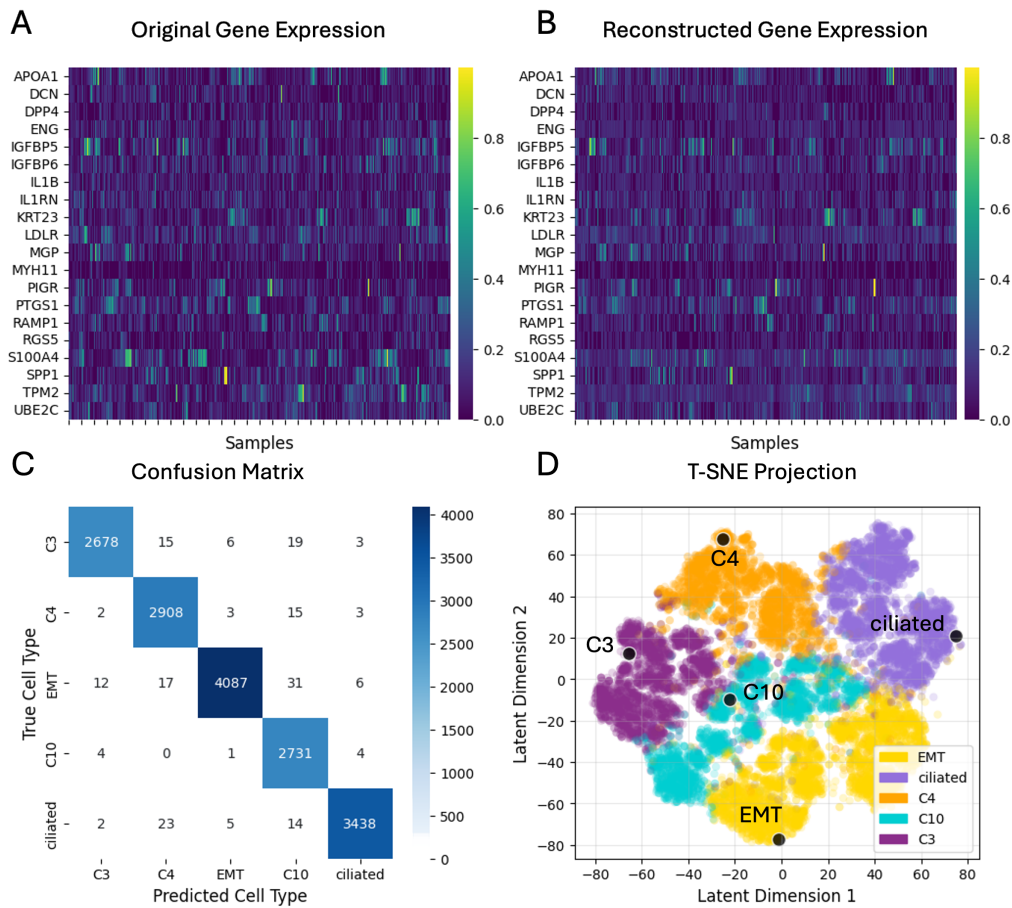 A
Original Gene Expression
APOA1
DCN
DPP4
ENG
IGFBP5
IGFBP6
IL1B
IL1RN
KRT23
LDLR
MGP
MYH11
PIGR
PTGS1
RAMP1
RGS5
S100A4
SPP1
TPM2
UBE2C
0.8
0.6
0.4
0.2
0.0
Samples
B
Reconstructed Gene Expression
APOA1
DCN
DPP4
ENG
IGFBP5
IGFBP6
IL1B
IL1RN
KRT23
LDLR
MGP
MYH11
PIGR
PTGS1
RAMP1
RGS5
S100A4
SPP1
TPM2
UBE2C
0.8
0.6
0.4
0.2
0.0
Samples
C
Confusion Matrix
True Cell Type
C3 2678 15 6 19 3
C4 2 2908 3 15 3
EMT 12 17 4087 31 6
C10 4 0 1 2731 4
ciliated 2 23 5 14 3438
C3 C4 EMT C10 ciliated
Predicted Cell Type
4000
3500
3000
2500
2000
1500
1000
500
0
D
T-SNE Projection
Latent Dimension 2
80
60
40
20
0
−20
−40
−60
−80
C4
ciliated
C3
C10
EMT
EMT
ciliated
C4
C10
C3
−80 −60 −40 −20 0 20 40 60 80
Latent Dimension 1